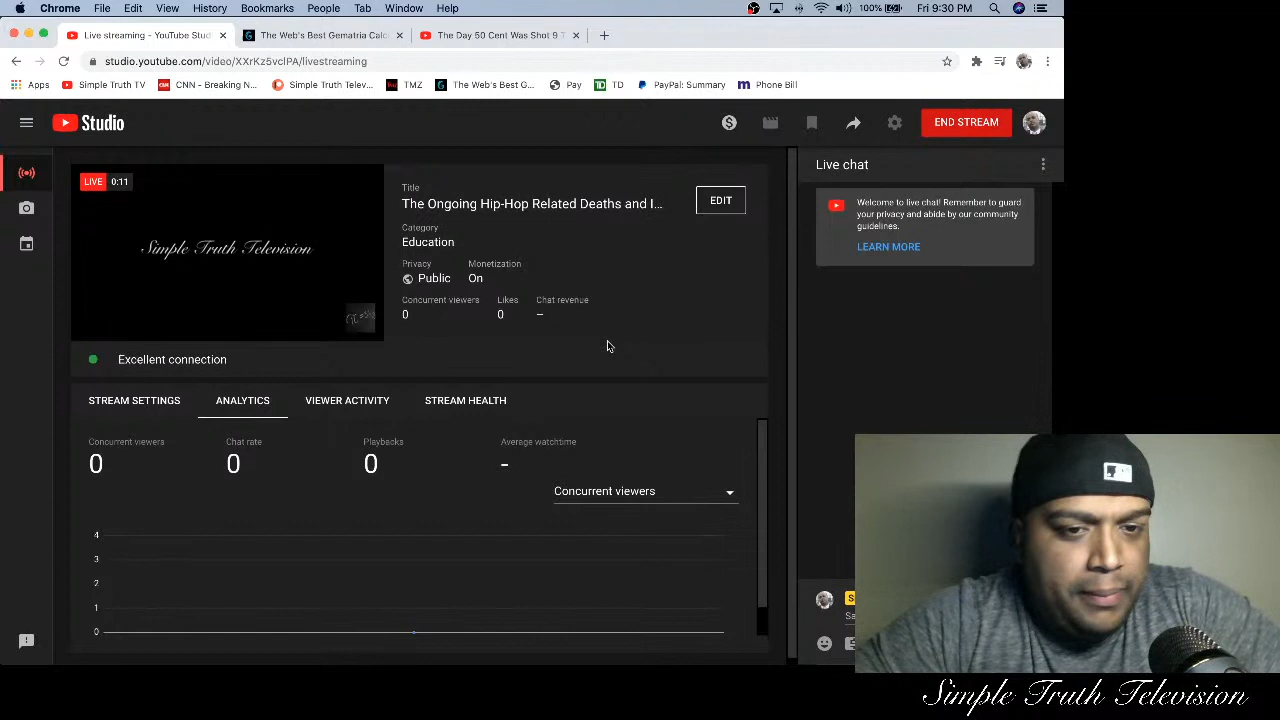 Chrome File Edit View History Bookmarks People Tab Window Help 100% Fri 9:30 PM
Live streaming - YouTube Stud The Web's Best Gematria Calc The Day 50 Cent Was Shot 9 T
studio.youtube.com/video/XXrKz5vclPA/livestreaming
Apps Simple Truth TV CNN - Breaking N... Simple Truth Telev... TMZ The Web's Best G... Pay TD PayPal: Summary Phone Bill
Studio END STREAM
LIVE 0:11
Simple Truth Television
Title
The Ongoing Hip-Hop Related Deaths and I...
EDIT
Category
Education
Privacy Monetization
Public On
Concurrent viewers Likes Chat revenue
0 0 –
Excellent connection
STREAM SETTINGS ANALYTICS VIEWER ACTIVITY STREAM HEALTH
Concurrent viewers Chat rate Playbacks Average watchtime
0 0 0 -
Concurrent viewers
4
3
2
1
0
Live chat
Welcome to live chat! Remember to guard
your privacy and abide by our community
guidelines.
LEARN MORE
Simple Truth Television